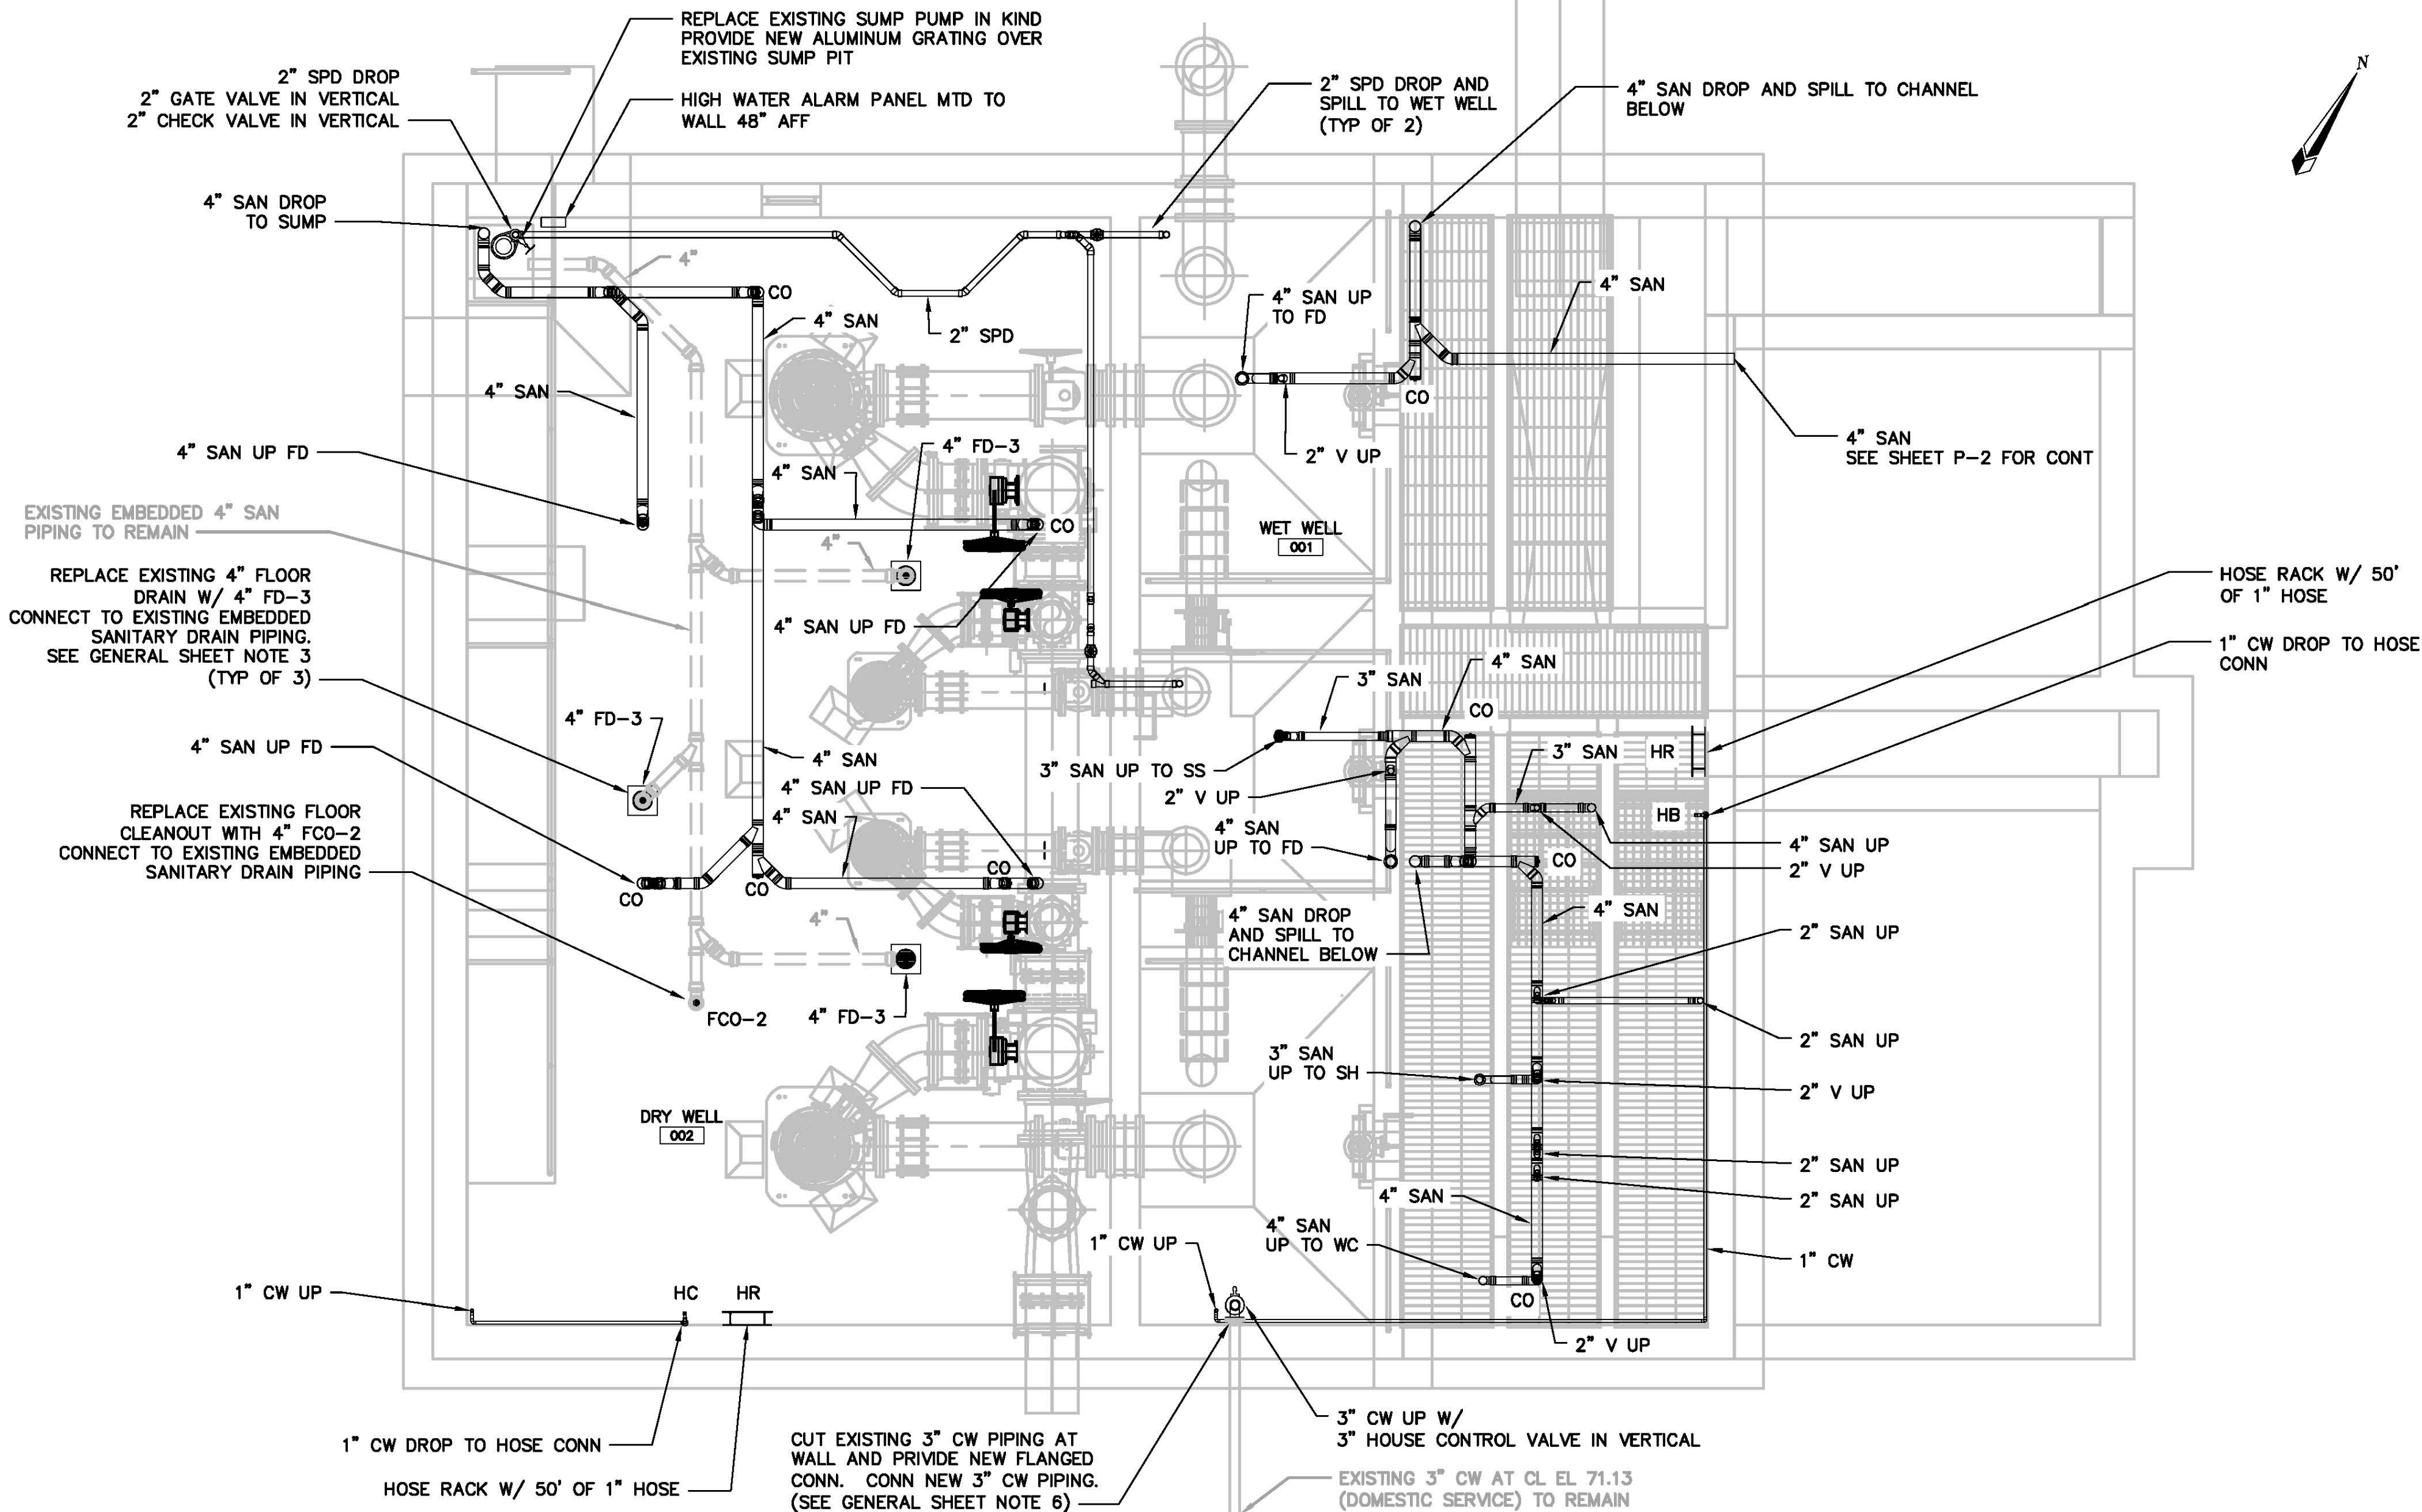 REPLACE EXISTING SUMP PUMP IN KIND
PROVIDE NEW ALUMINUM GRATING OVER
EXISTING SUMP PIT
2" SPD DROP
2" GATE VALVE IN VERTICAL
2" CHECK VALVE IN VERTICAL
HIGH WATER ALARM PANEL MTD TO
WALL 48" AFF
2" SPD DROP AND
SPILL TO WET WELL
(TYP OF 2)
4" SAN DROP AND SPILL TO CHANNEL
BELOW
N
4" SAN DROP
TO SUMP
4"
CO
4" SAN
2" SPD
4" SAN UP
TO FD
4" SAN
4" SAN
CO
2" V UP
4" SAN
SEE SHEET P-2 FOR CONT
4" SAN UP FD
4" FD-3
4" SAN
EXISTING EMBEDDED 4" SAN
PIPING TO REMAIN
CO
WET WELL
001
4"
REPLACE EXISTING 4" FLOOR
DRAIN W/ 4" FD-3
CONNECT TO EXISTING EMBEDDED
SANITARY DRAIN PIPING.
SEE GENERAL SHEET NOTE 3
(TYP OF 3)
4" SAN UP FD
HOSE RACK W/ 50'
OF 1" HOSE
1" CW DROP TO HOSE
CONN
4" SAN
3" SAN
CO
4" FD-3
4" SAN UP FD
4" SAN
3" SAN UP TO SS
3" SAN
HR
4" SAN UP FD
2" V UP
REPLACE EXISTING FLOOR
CLEANOUT WITH 4" FCO-2
CONNECT TO EXISTING EMBEDDED
SANITARY DRAIN PIPING
4" SAN
4" SAN
UP TO FD
HB
4" SAN UP
2" V UP
CO
CO
CO
CO
4" SAN
4" SAN DROP
AND SPILL TO
CHANNEL BELOW
4"
2" SAN UP
FCO-2
4" FD-3
2" SAN UP
3" SAN
UP TO SH
2" V UP
DRY WELL
002
2" SAN UP
2" SAN UP
4" SAN
4" SAN
UP TO WC
1" CW UP
1" CW
1" CW UP
HC
HR
CO
2" V UP
3" CW UP W/
3" HOUSE CONTROL VALVE IN VERTICAL
1" CW DROP TO HOSE CONN
HOSE RACK W/ 50' OF 1" HOSE
CUT EXISTING 3" CW PIPING AT
WALL AND PRIVIDE NEW FLANGED
CONN. CONN NEW 3" CW PIPING.
(SEE GENERAL SHEET NOTE 6)
EXISTING 3" CW AT CL EL 71.13
(DOMESTIC SERVICE) TO REMAIN